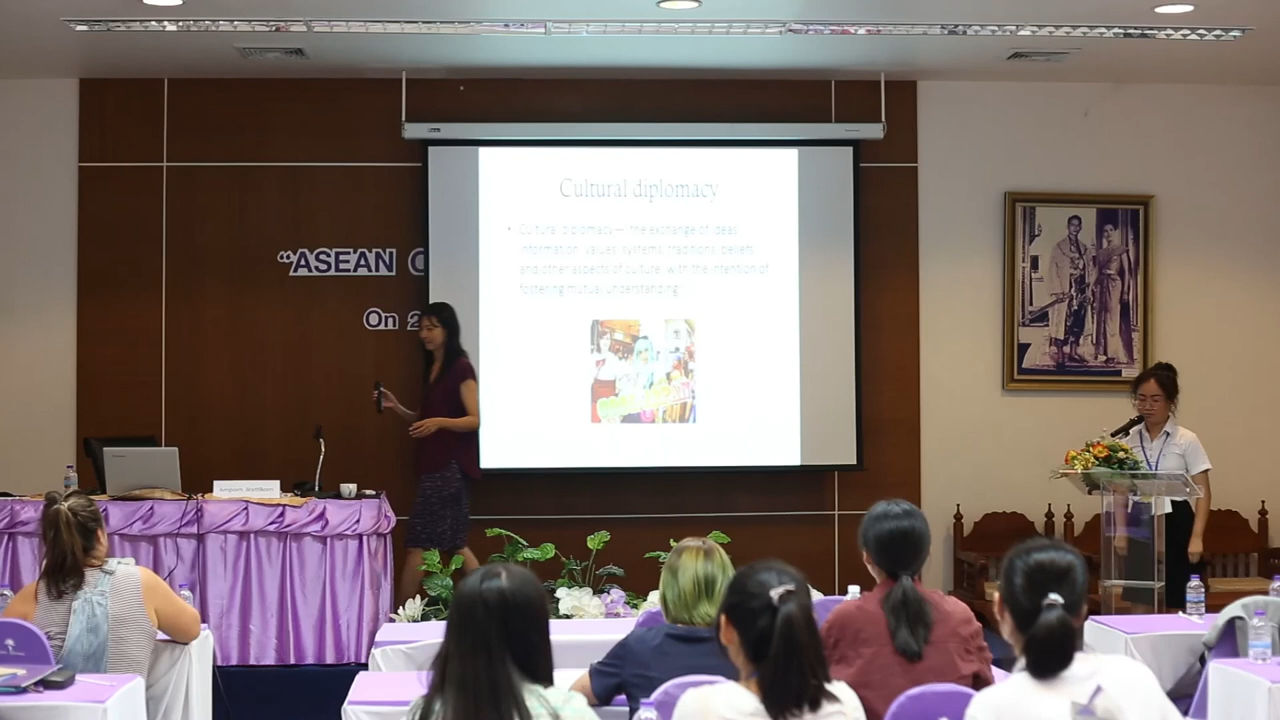 Cultural diplomacy
• Cultural diplomacy — the exchange of ideas,
information, values, systems, traditions, beliefs
and other aspects of culture, with the intention of
fostering mutual understanding.
“ASEAN
On 2